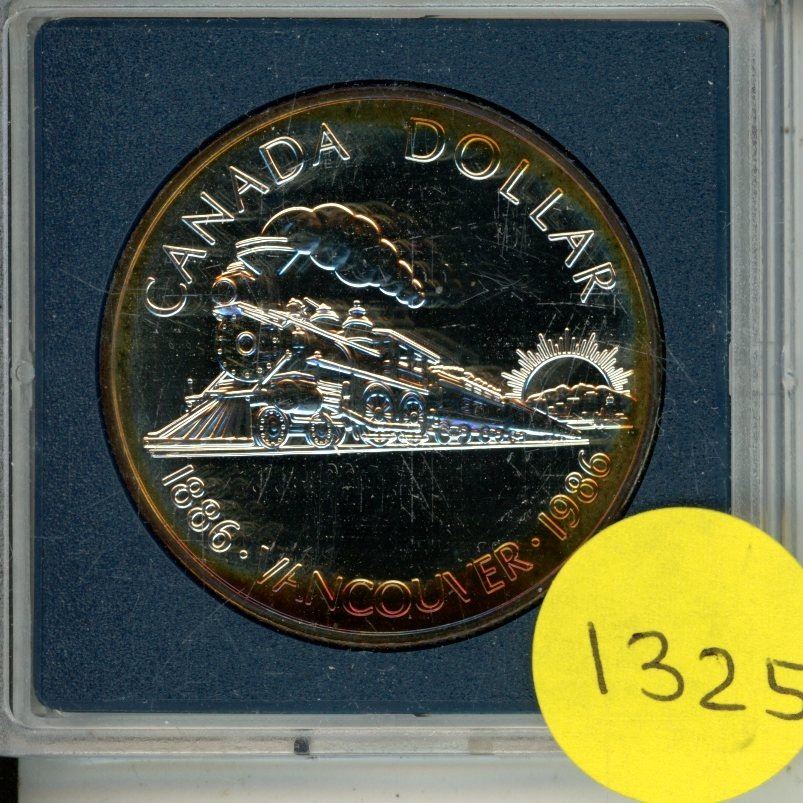 CANADA DOLLAR
1886 · VANCOUVER · 1986
1325